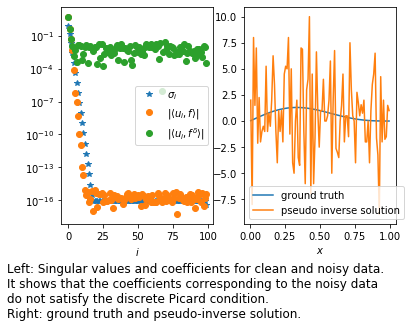 10⁻¹
10⁻⁴
10⁻⁷
10⁻¹⁰
10⁻¹³
10⁻¹⁶
0 25 50 75 100
i
σᵢ
|⟨uᵢ, f⟩|
|⟨uᵢ, f^δ⟩|
10.0
7.5
5.0
2.5
0.0
−2.5
−5.0
−7.5
0.00 0.25 0.50 0.75 1.00
x
ground truth
pseudo inverse solution
Left: Singular values and coefficients for clean and noisy data.
It shows that the coefficients corresponding to the noisy data
do not satisfy the discrete Picard condition.
Right: ground truth and pseudo-inverse solution.